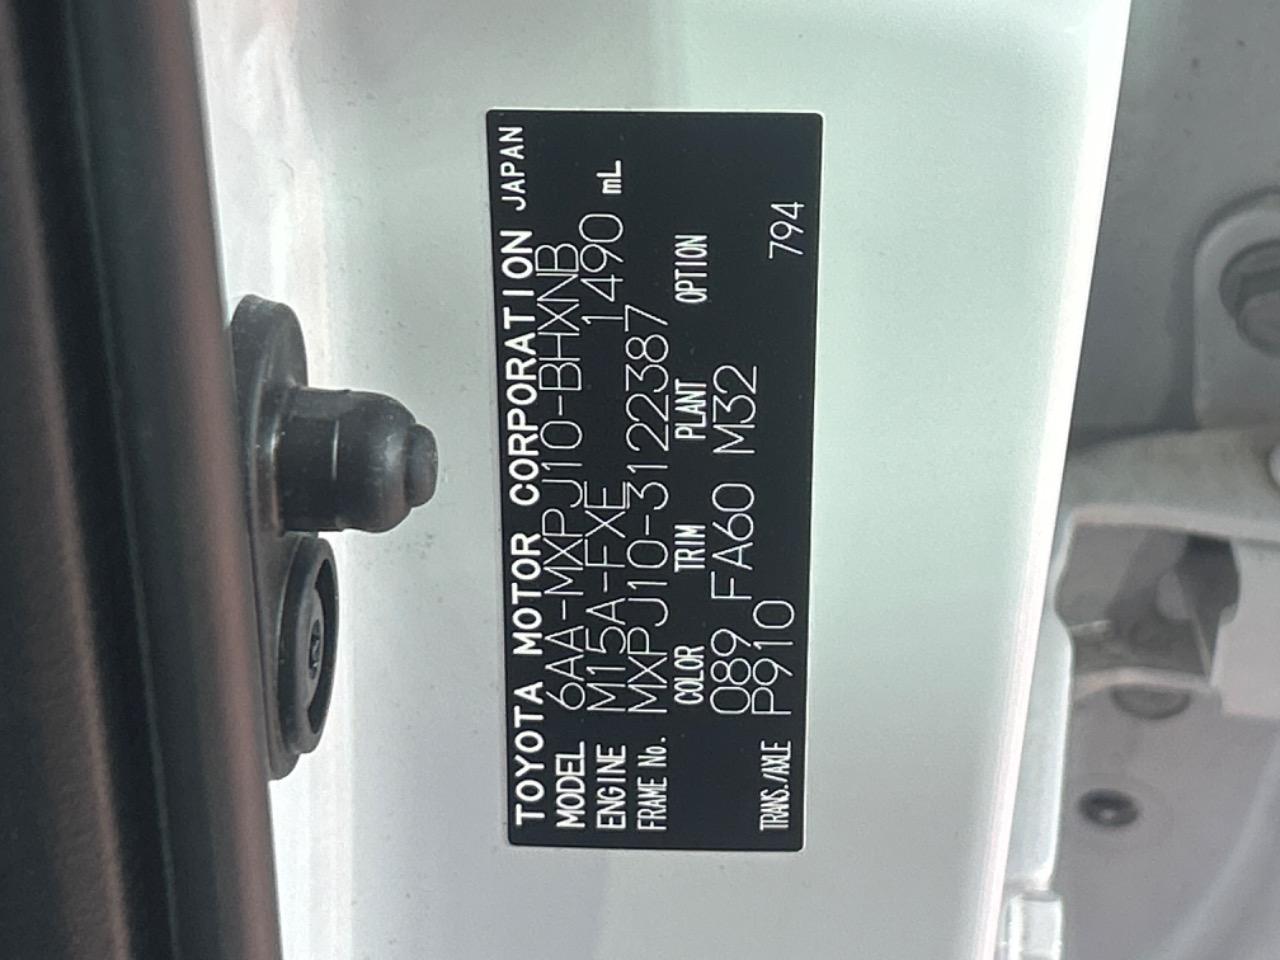 TOYOTA MOTOR CORPORATION JAPAN
MODEL 6AA-MXPJ10-BHXNB
ENGINE M15A-FXE 1490 mL
FRAME No. MXPJ10-3122387
COLOR TRIM PLANT OPTION
089 FA60 M32
TRANS./AXLE P910 794